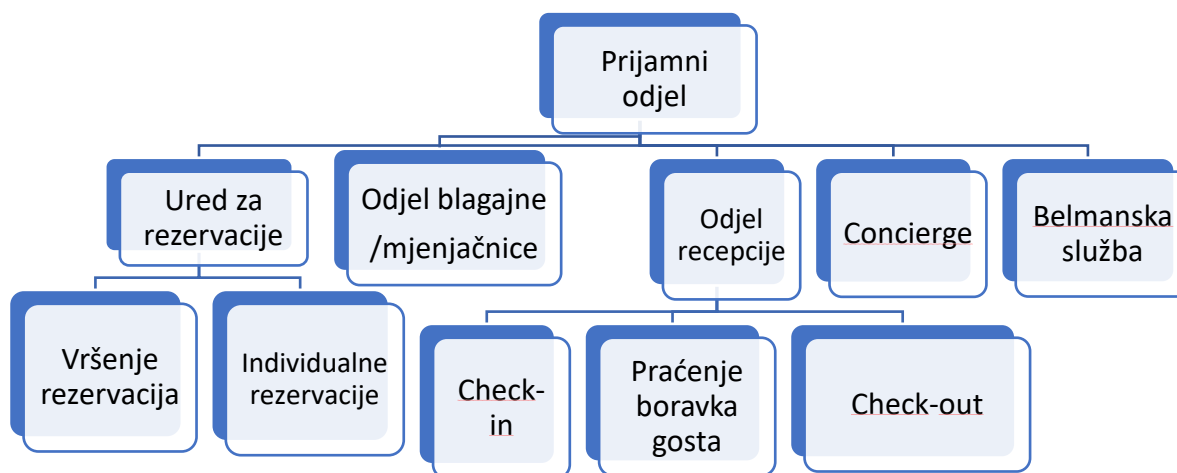 Prijamni
odjel
Ured za
rezervacije
Odjel blagajne
/mjenjačnice
Odjel
recepcije
Concierge
Belmanska
služba
Vršenje
rezervacija
Individualne
rezervacije
Check-
in
Praćenje
boravka
gosta
Check-out